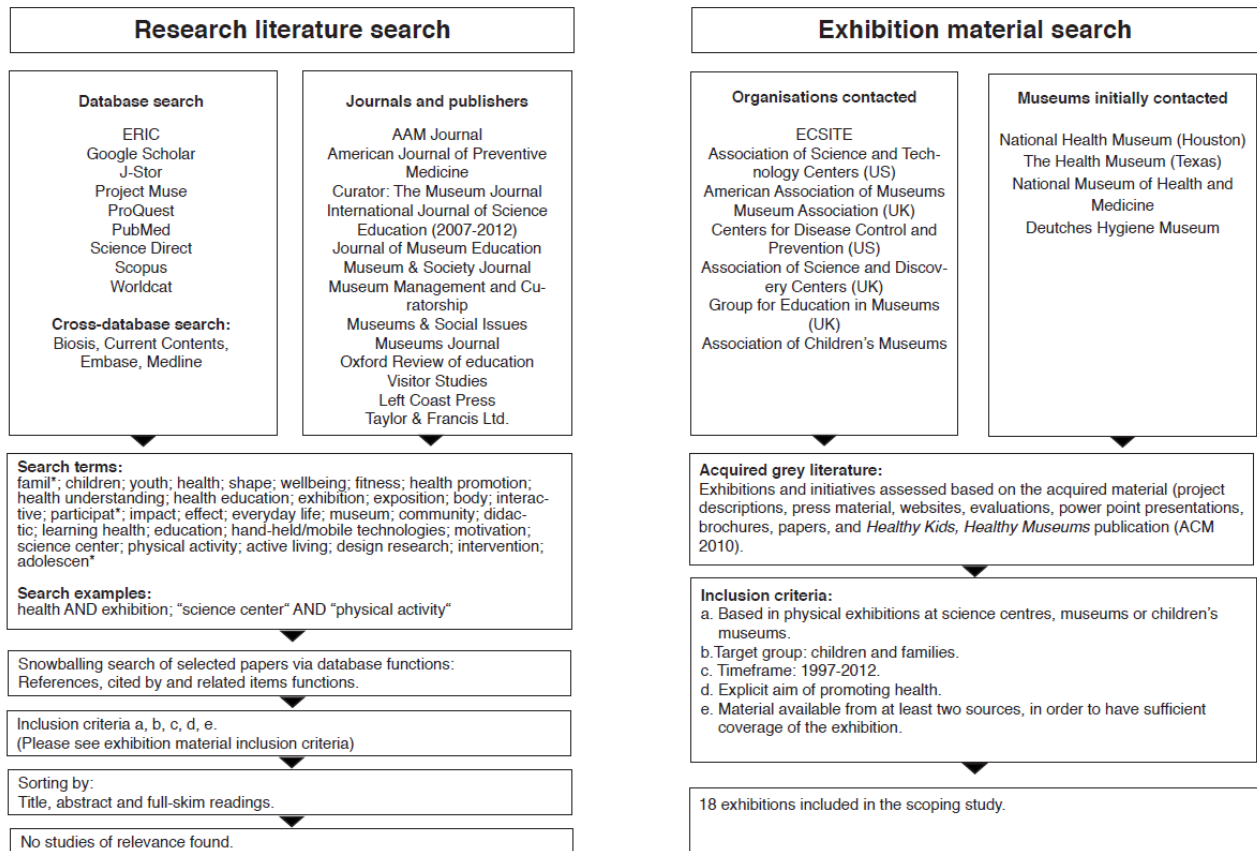 Research literature search
Database search
ERIC
Google Scholar
J-Stor
Project Muse
ProQuest
PubMed
Science Direct
Scopus
Worldcat
Cross-database search:
Biosis, Current Contents,
Embase, Medline
Journals and publishers
AAM Journal
American Journal of Preventive
Medicine
Curator: The Museum Journal
International Journal of Science
Education (2007-2012)
Journal of Museum Education
Museum & Society Journal
Museum Management and Cu-
ratorship
Museums & Social Issues
Museums Journal
Oxford Review of education
Visitor Studies
Left Coast Press
Taylor & Francis Ltd.
Search terms:
famil*; children; youth; health; shape; wellbeing; fitness; health promotion;
health understanding; health education; exhibition; exposition; body; interac-
tive; participat*; impact; effect; everyday life; museum; community; didac-
tic; learning health; education; hand-held/mobile technologies; motivation;
science center; physical activity; active living; design research; intervention;
adolescen*
Search examples:
health AND exhibition; “science center“ AND “physical activity“
Snowballing search of selected papers via database functions:
References, cited by and related items functions.
Inclusion criteria a, b, c, d, e.
(Please see exhibition material inclusion criteria)
Sorting by:
Title, abstract and full-skim readings.
No studies of relevance found.
Exhibition material search
Organisations contacted
ECSITE
Association of Science and Tech-
nology Centers (US)
American Association of Museums
Museum Association (UK)
Centers for Disease Control and
Prevention (US)
Association of Science and Discov-
ery Centers (UK)
Group for Education in Museums
(UK)
Association of Children’s Museums
Museums initially contacted
National Health Museum (Houston)
The Health Museum (Texas)
National Museum of Health and
Medicine
Deutches Hygiene Museum
Acquired grey literature:
Exhibitions and initiatives assessed based on the acquired material (project
descriptions, press material, websites, evaluations, power point presentations,
brochures, papers, and Healthy Kids, Healthy Museums publication (ACM
2010).
Inclusion criteria:
a. Based in physical exhibitions at science centres, museums or children’s
museums.
b.Target group: children and families.
c. Timeframe: 1997-2012.
d. Explicit aim of promoting health.
e. Material available from at least two sources, in order to have sufficient
coverage of the exhibition.
18 exhibitions included in the scoping study.